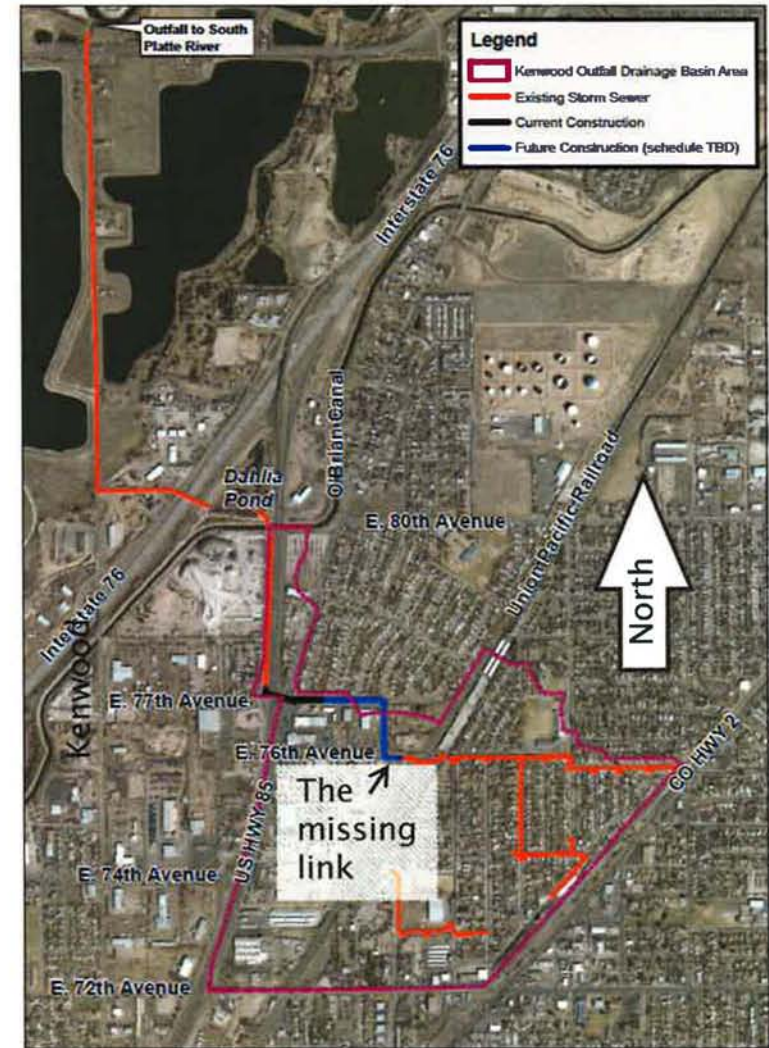 Outfall to South
Platte River
Legend
Kenwood Outfall Drainage Basin Area
Existing Storm Sewer
Current Construction
Future Construction (schedule TBD)
Interstate 76
O'Brian Canal
Dahlia
Pond
E. 80th Avenue
Union Pacific Railroad
North
Interstate 76
Kenwood
E. 77th Avenue
E. 76th Avenue
CO HWY 2
US HWY 85
The
missing
link
E. 74th Avenue
E. 72th Avenue